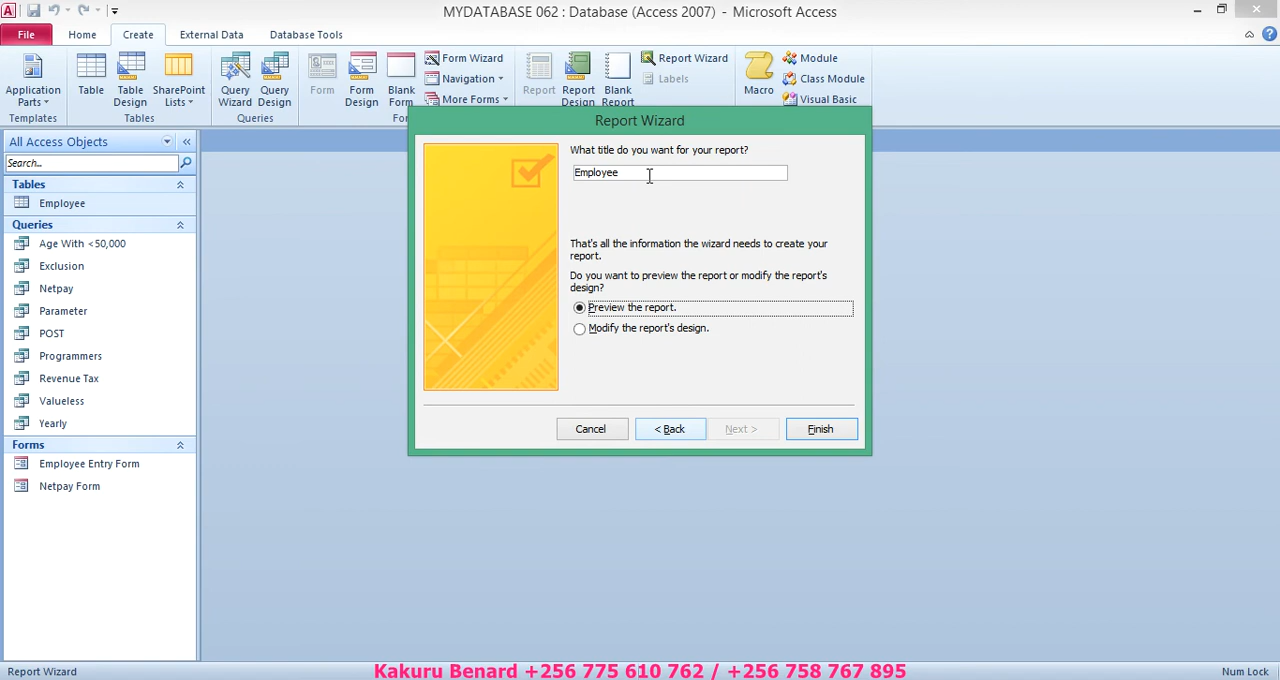 MYDATABASE 062 : Database (Access 2007) - Microsoft Access
File Home Create External Data Database Tools
Application Parts
Table
Table Design
SharePoint Lists
Query Wizard
Query Design
Form
Form Design
Blank Form
Form Wizard
Navigation
More Forms
Report
Report Design
Blank Report
Report Wizard
Labels
Macro
Module
Class Module
Visual Basic
Templates Tables Queries
All Access Objects
Search...
Tables
Employee
Queries
Age With <50,000
Exclusion
Netpay
Parameter
POST
Programmers
Revenue Tax
Valueless
Yearly
Forms
Employee Entry Form
Netpay Form
Report Wizard
What title do you want for your report?
Employee
That's all the information the wizard needs to create your
report.
Do you want to preview the report or modify the report's
design?
Preview the report.
Modify the report's design.
Cancel < Back Next > Finish
Report Wizard
Kakuru Benard +256 775 610 762 / +256 758 767 895
Num Lock